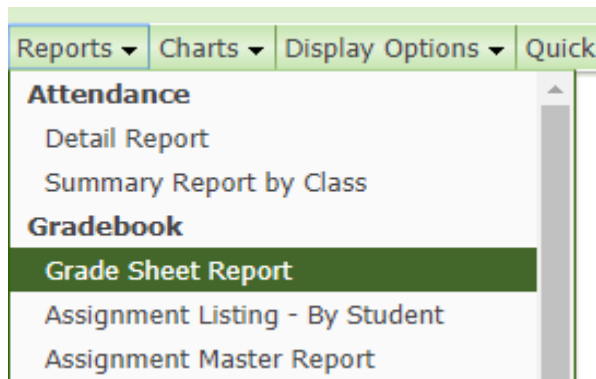 Reports Charts Display Options Quick
Attendance
Detail Report
Summary Report by Class
Gradebook
Grade Sheet Report
Assignment Listing - By Student
Assignment Master Report